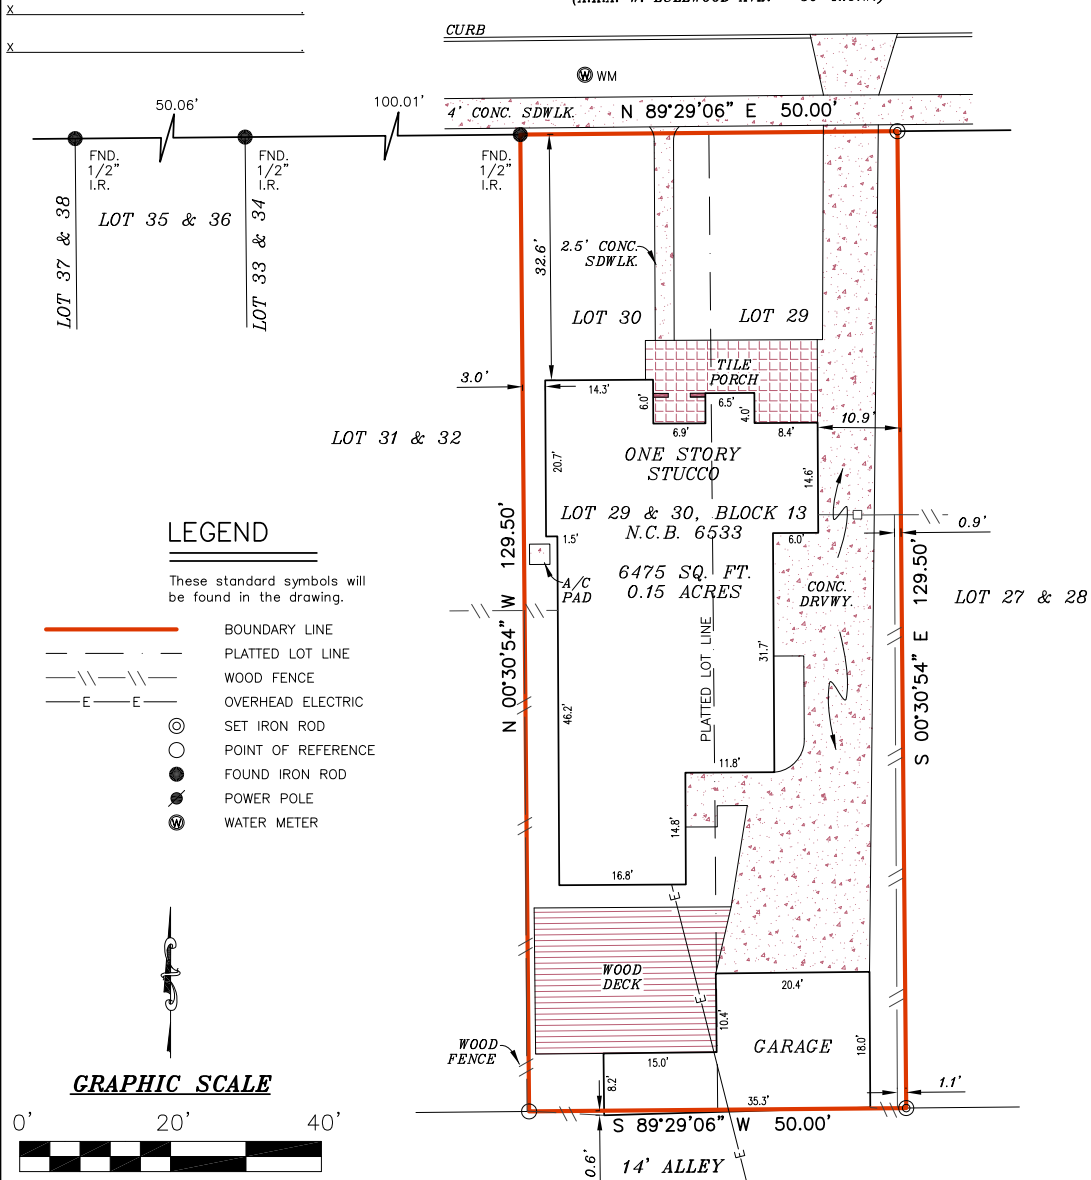 X
X
CURB
WM
4' CONC. SDWLK.
N 89°29'06" E 50.00'
50.06'
100.01'
FND.
1/2"
I.R.
FND.
1/2"
I.R.
FND.
1/2"
I.R.
LOT 37 & 38
LOT 35 & 36
LOT 33 & 34
32.6'
2.5' CONC.
SDWLK.
LOT 30
LOT 29
TILE
PORCH
3.0'
14.3'
6.0'
6.5'
4.0'
6.9'
8.4'
10.9'
LOT 31 & 32
ONE STORY
STUCCO
20.7'
14.6'
LOT 29 & 30, BLOCK 13
N.C.B. 6533
1.5'
6.0'
0.9'
6475 SQ. FT.
0.15 ACRES
A/C
PAD
CONC.
DRVWY.
LOT 27 & 28
N 00°30'54" W 129.50'
S 00°30'54" E 129.50'
PLATTED LOT LINE
31.7'
46.2'
11.8'
14.8'
16.8'
E
WOOD
DECK
E
20.4'
10.4'
GARAGE
18.0'
WOOD
FENCE
15.0'
8.2'
35.3'
1.1'
S 89°29'06" W 50.00'
0.6'
14' ALLEY
E
LEGEND
These standard symbols will
be found in the drawing.
BOUNDARY LINE
PLATTED LOT LINE
WOOD FENCE
E E OVERHEAD ELECTRIC
SET IRON ROD
POINT OF REFERENCE
FOUND IRON ROD
POWER POLE
W WATER METER
GRAPHIC SCALE
0' 20' 40'